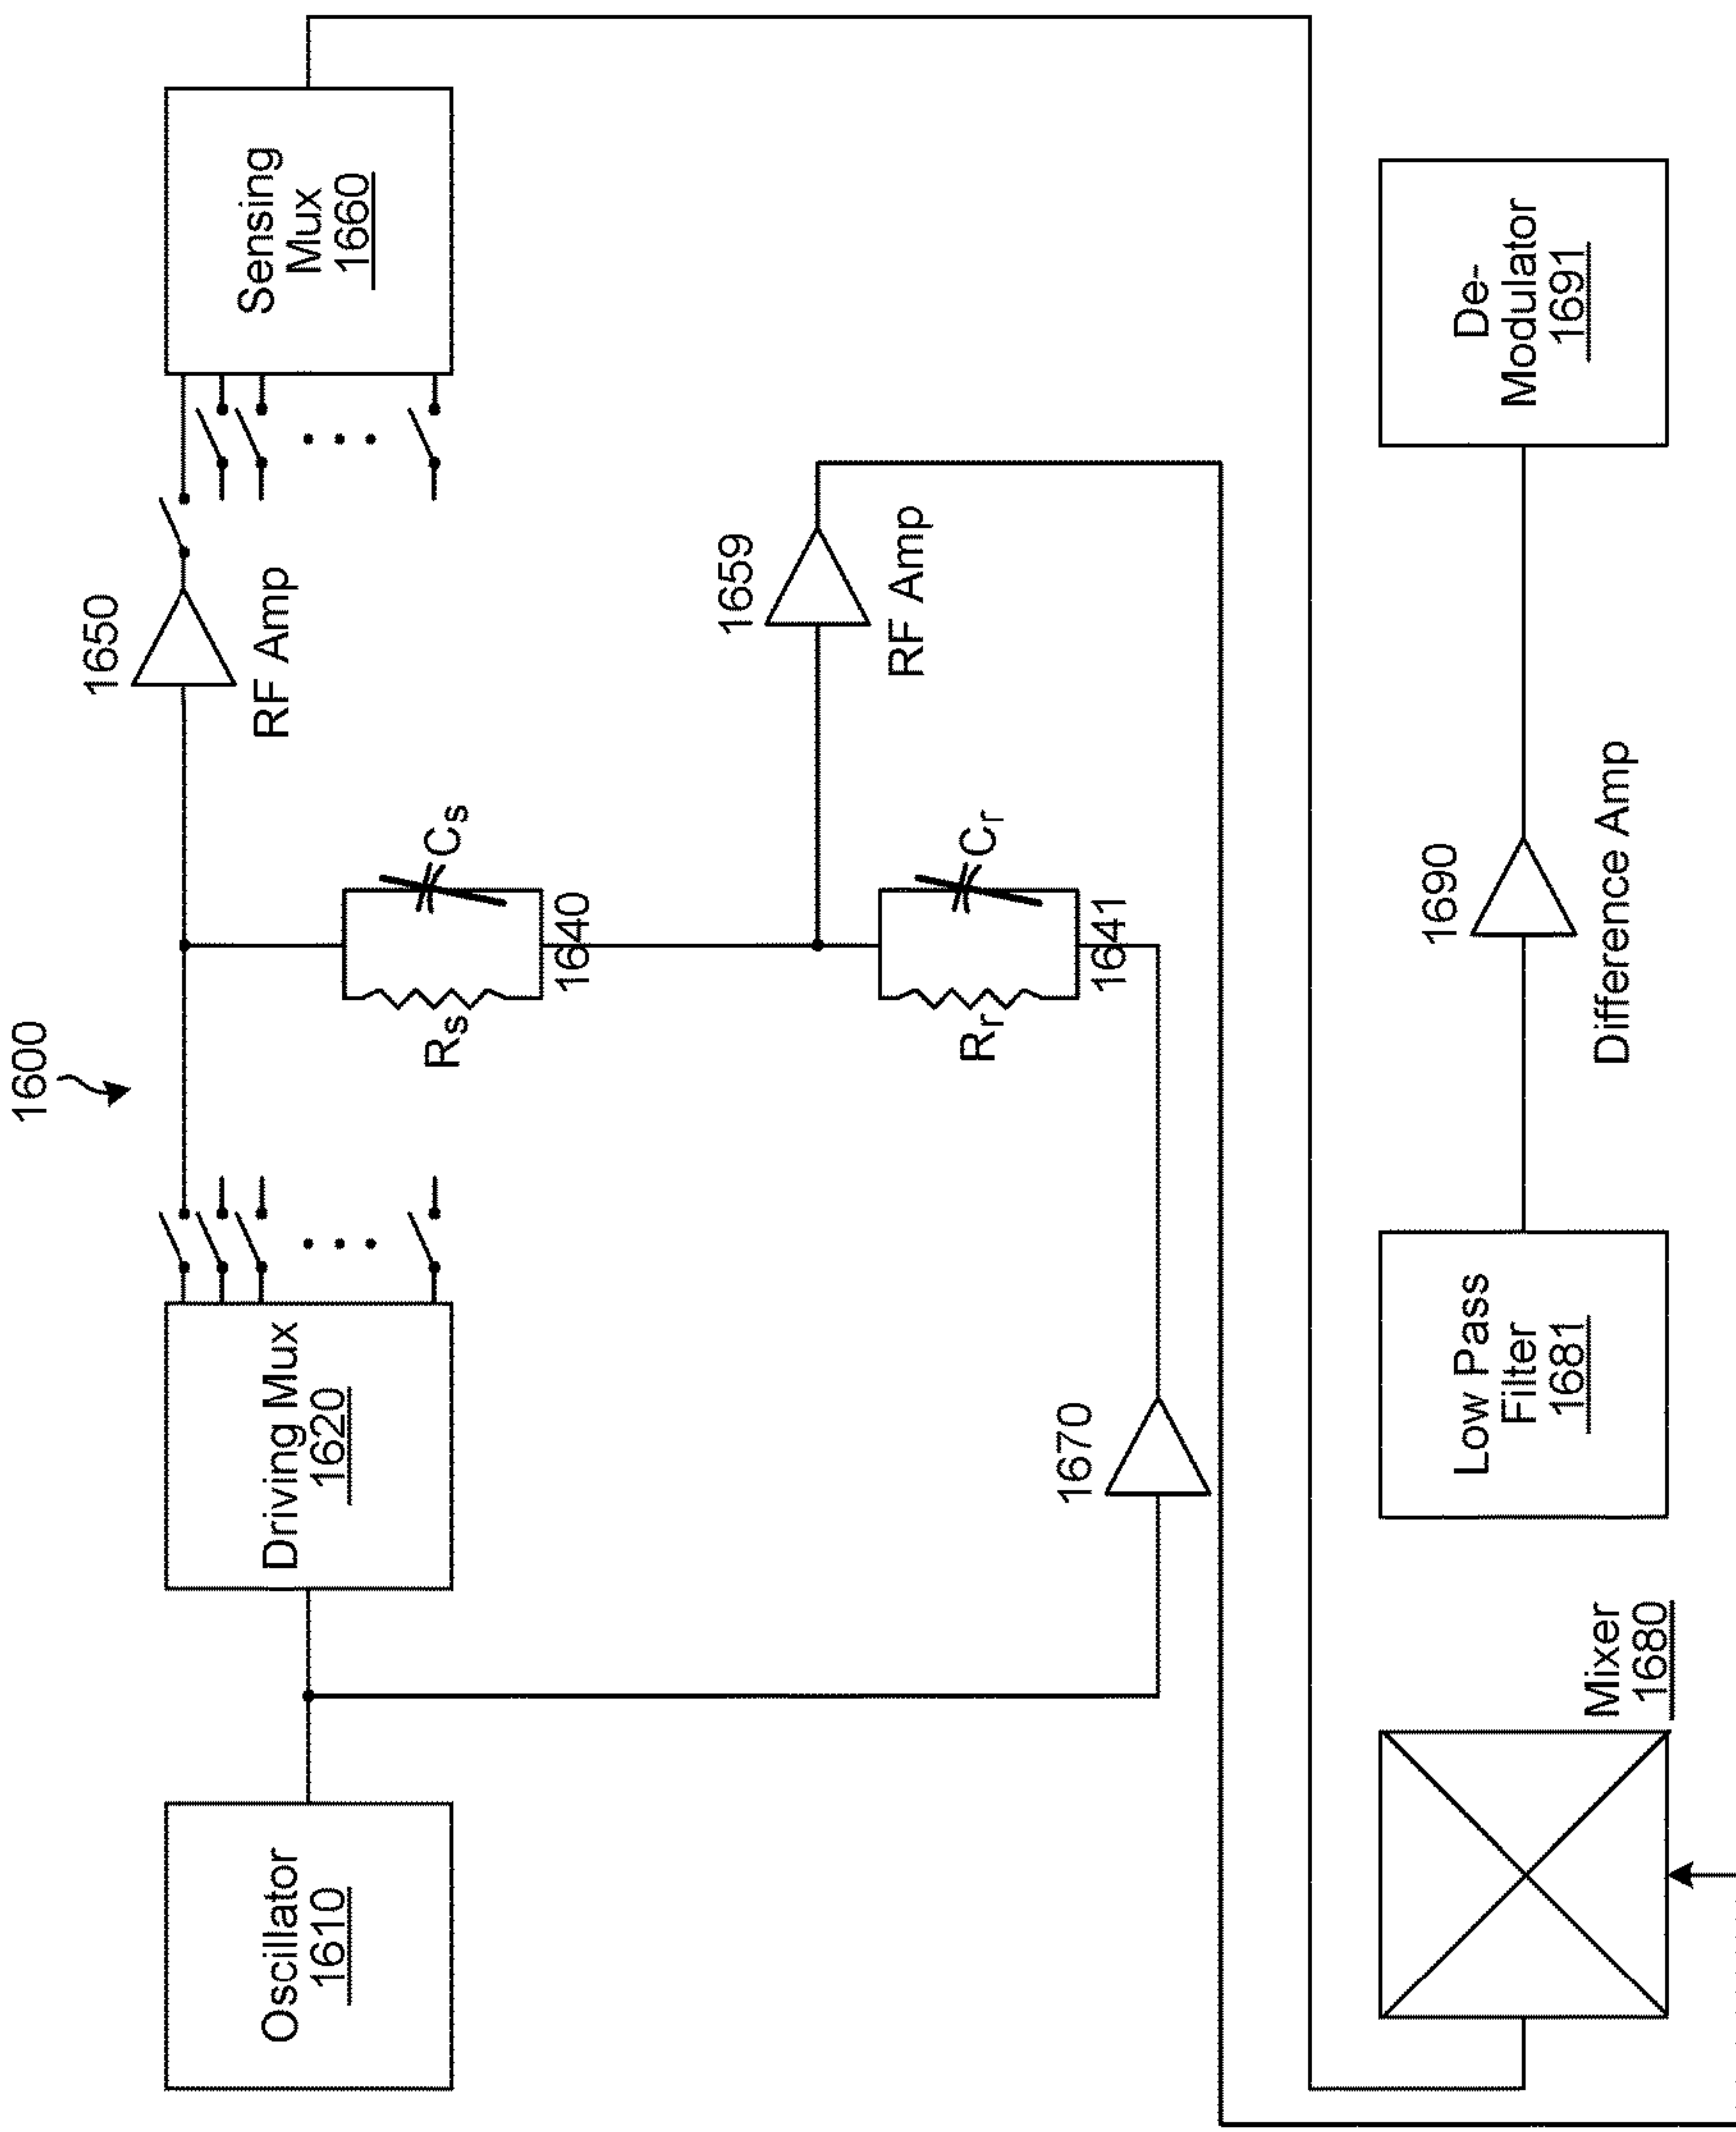 1600
Oscillator
1610
Driving Mux
1620
Sensing
Mux
1660
1650
RF Amp
Rs
Cs
1640
1659
RF Amp
Rr
Cr
1641
1670
Mixer
1680
Low Pass
Filter
1681
1690
Difference Amp
De-
Modulator
1691